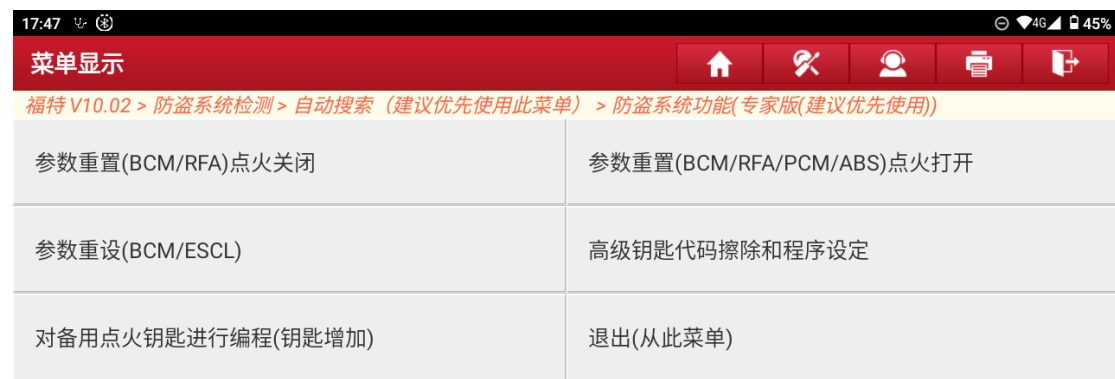 17:47 4G 45%
菜单显示
福特 V10.02 > 防盗系统检测 > 自动搜索（建议优先使用此菜单） > 防盗系统功能(专家版(建议优先使用))
参数重置(BCM/RFA)点火关闭
参数重置(BCM/RFA/PCM/ABS)点火打开
参数重设(BCM/ESCL)
高级钥匙代码擦除和程序设定
对备用点火钥匙进行编程(钥匙增加)
退出(从此菜单)